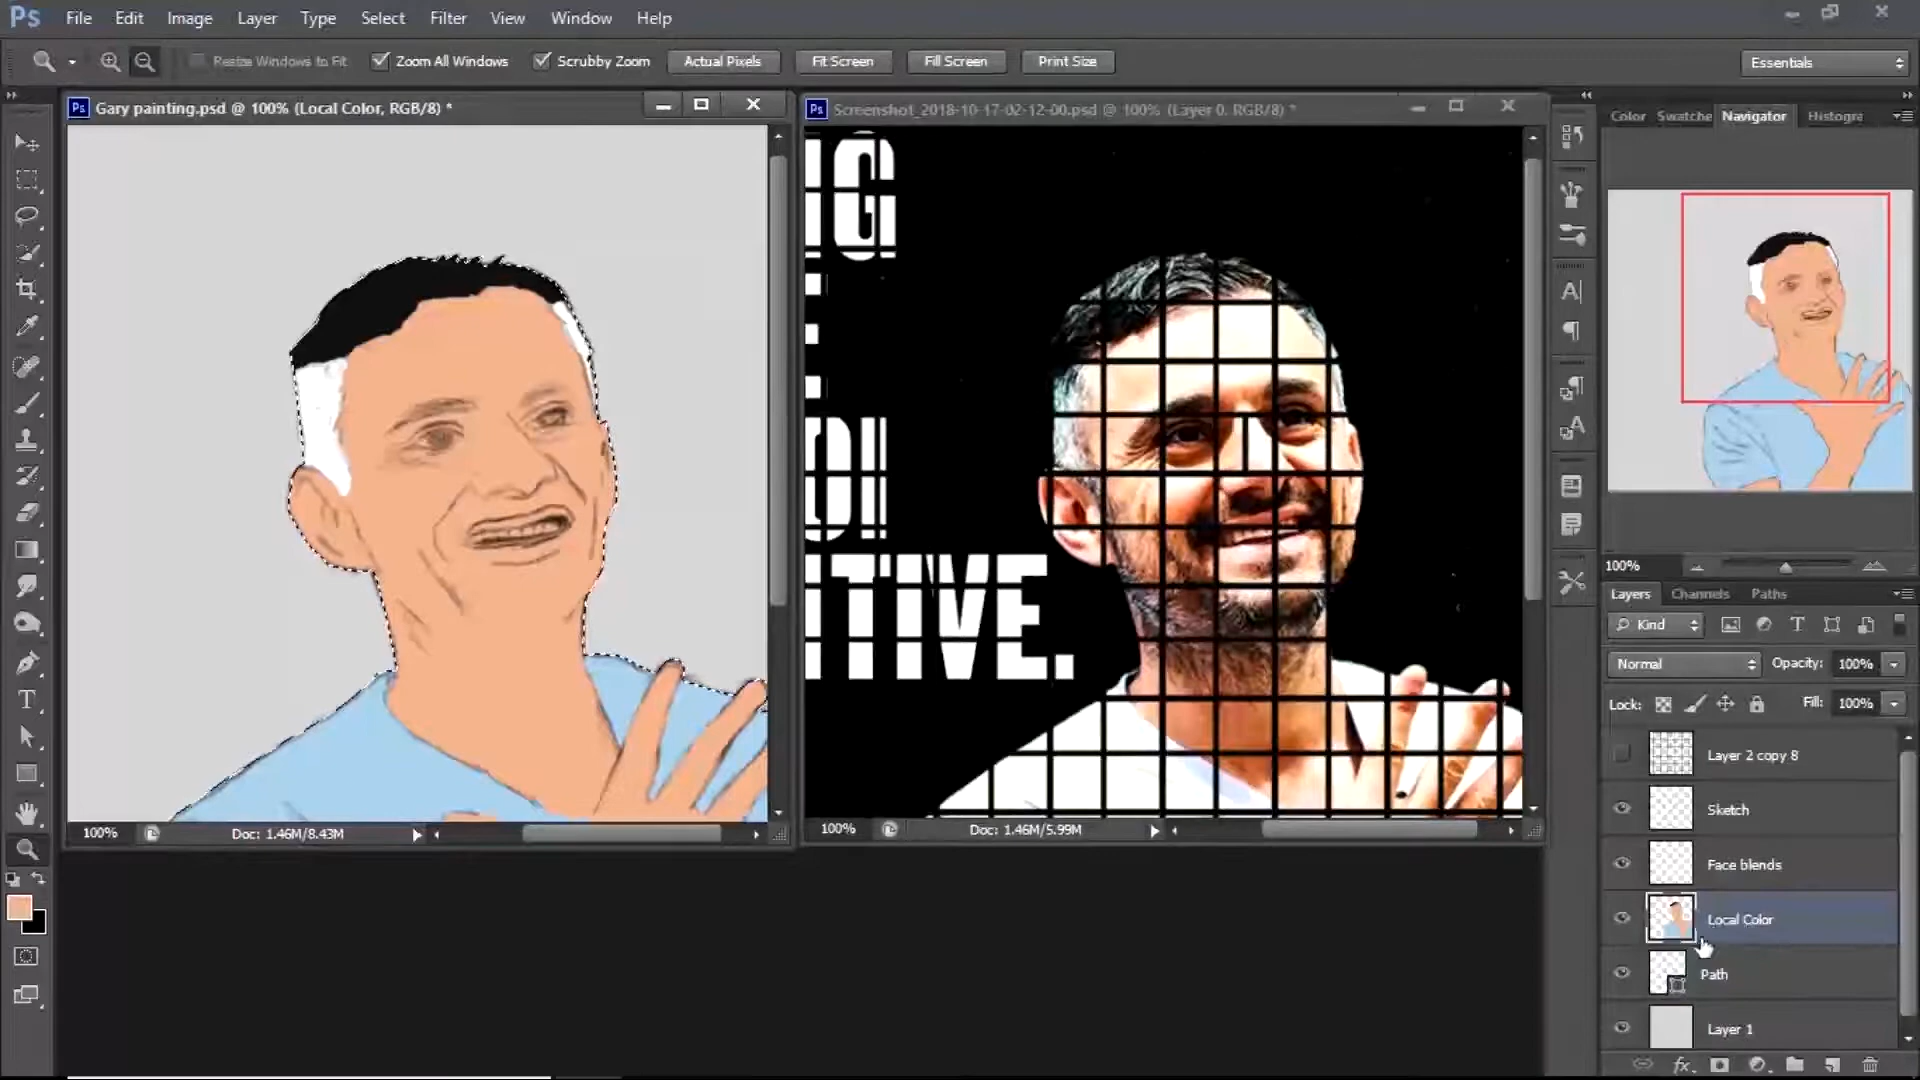 Ps File Edit Image Layer Type Select Filter View Window Help
Resize Windows to Fit Zoom All Windows Scrubby Zoom Actual Pixels Fit Screen Fill Screen Print Size Essentials
Ps Gary painting.psd @ 100% (Local Color, RGB/8) *
Ps Screenshot_2018-10-17-02-12-00.psd @ 100% (Layer 0, RGB/8) *
Color Swatche Navigator Histogra
ITIVE.
100% Doc: 1.46M/8.43M
100% Doc: 1.46M/5.99M
100%
Layers Channels Paths
Kind
Normal Opacity: 100%
Lock: Fill: 100%
Layer 2 copy 8
Sketch
Face blends
Local Color
Path
Layer 1